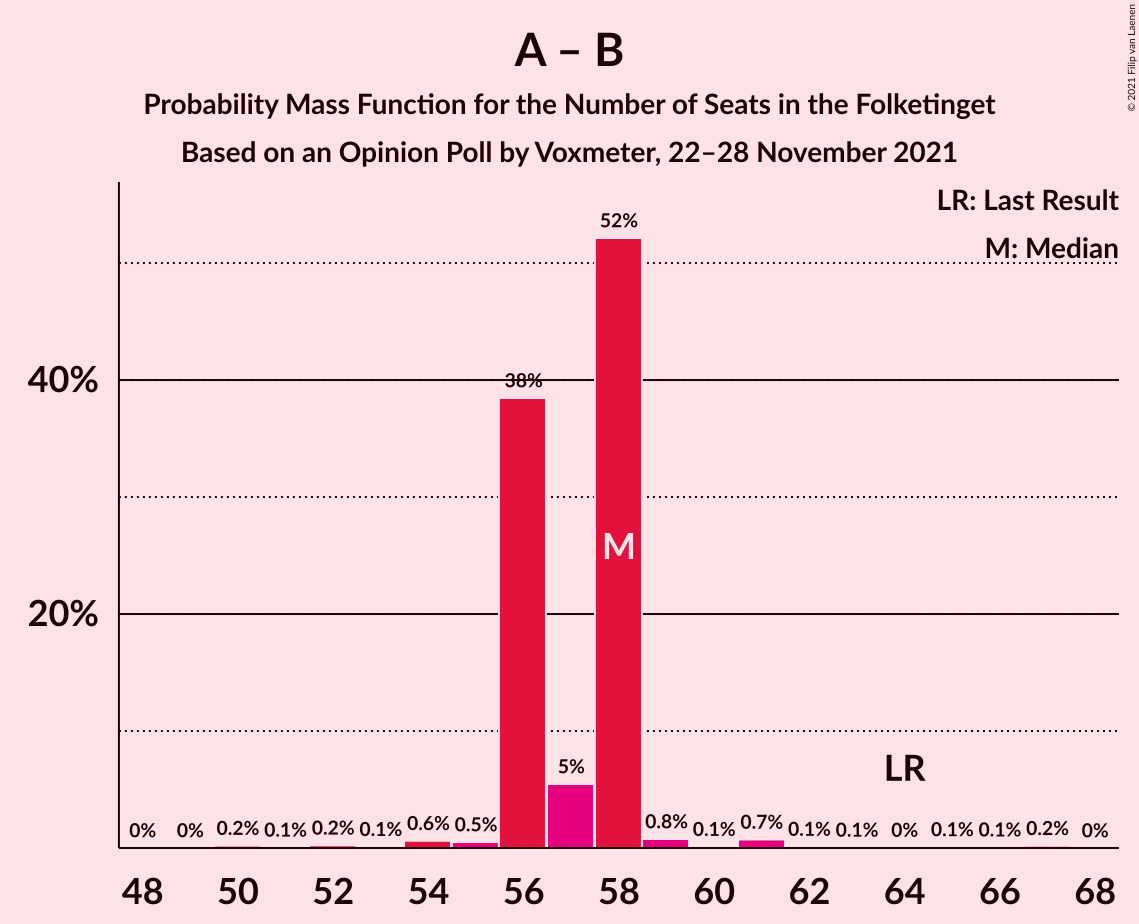 A – B
Probability Mass Function for the Number of Seats in the Folketinget
Based on an Opinion Poll by Voxmeter, 22–28 November 2021
© 2021 Filip van Laenen
LR: Last Result
M: Median
52%
40%
38%
M
20%
LR
5%
0% 0% 0.2% 0.1% 0.2% 0.1% 0.6% 0.5% 0.8% 0.1% 0.7% 0.1% 0.1% 0% 0.1% 0.1% 0.2% 0%
48 50 52 54 56 58 60 62 64 66 68